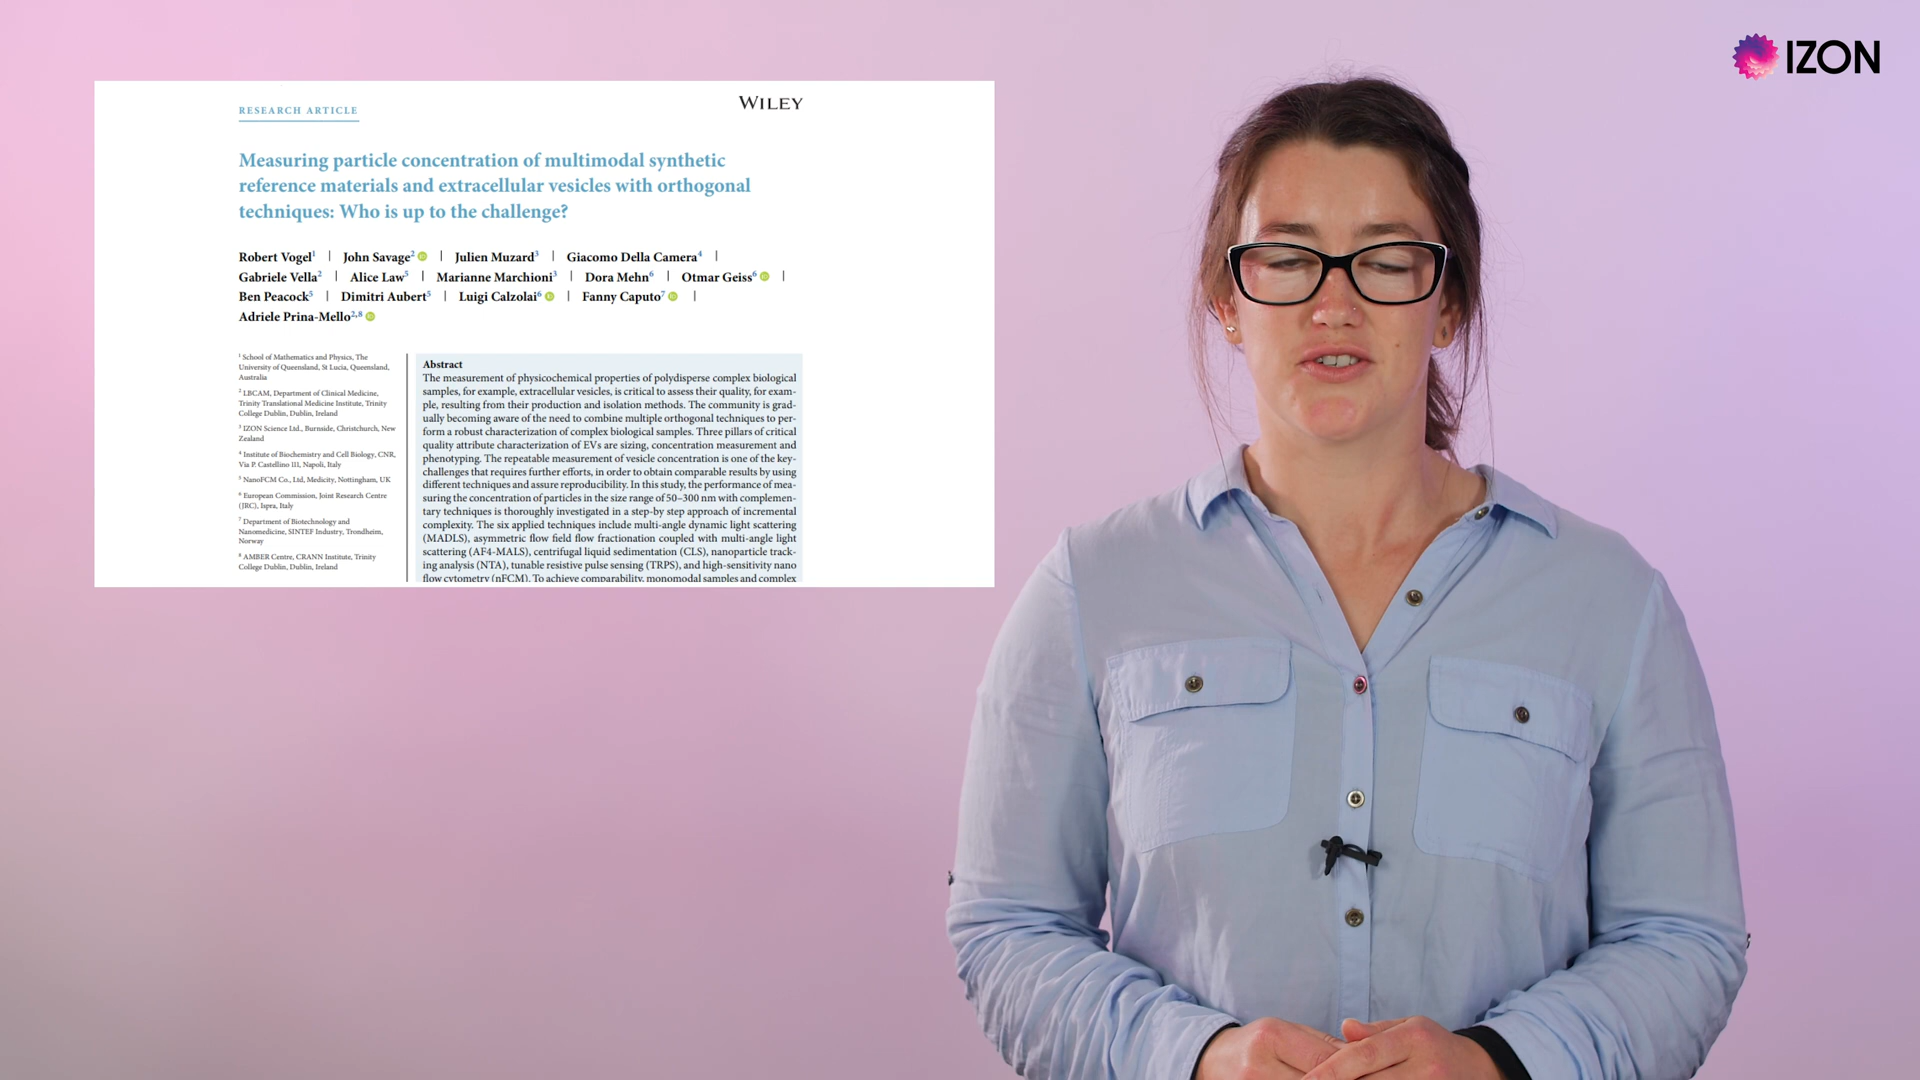 IZON
RESEARCH ARTICLE
WILEY
Measuring particle concentration of multimodal synthetic
reference materials and extracellular vesicles with orthogonal
techniques: Who is up to the challenge?
Robert Vogel1 | John Savage2 | Julien Muzard3 | Giacomo Della Camera4 |
Gabriele Vella2 | Alice Law5 | Marianne Marchioni3 | Dora Mehn6 | Otmar Geiss6 |
Ben Peacock5 | Dimitri Aubert5 | Luigi Calzolai6 | Fanny Caputo7 |
Adriele Prina-Mello2,8
1 School of Mathematics and Physics, The
University of Queensland, St Lucia, Queensland,
Australia
2 LBCAM, Department of Clinical Medicine,
Trinity Translational Medicine Institute, Trinity
College Dublin, Dublin, Ireland
3 IZON Science Ltd., Burnside, Christchurch, New
Zealand
4 Institute of Biochemistry and Cell Biology, CNR,
Via P. Castellino 111, Napoli, Italy
5 NanoFCM Co., Ltd, Medicity, Nottingham, UK
6 European Commission, Joint Research Centre
(JRC), Ispra, Italy
7 Department of Biotechnology and
Nanomedicine, SINTEF Industry, Trondheim,
Norway
8 AMBER Centre, CRANN Institute, Trinity
College Dublin, Dublin, Ireland
Abstract
The measurement of physicochemical properties of polydisperse complex biological
samples, for example, extracellular vesicles, is critical to assess their quality, for exam-
ple, resulting from their production and isolation methods. The community is grad-
ually becoming aware of the need to combine multiple orthogonal techniques to per-
form a robust characterization of complex biological samples. Three pillars of critical
quality attribute characterization of EVs are sizing, concentration measurement and
phenotyping. The repeatable measurement of vesicle concentration is one of the key-
challenges that requires further efforts, in order to obtain comparable results by using
different techniques and assure reproducibility. In this study, the performance of mea-
suring the concentration of particles in the size range of 50–300 nm with complemen-
tary techniques is thoroughly investigated in a step-by step approach of incremental
complexity. The six applied techniques include multi-angle dynamic light scattering
(MADLS), asymmetric flow field flow fractionation coupled with multi-angle light
scattering (AF4-MALS), centrifugal liquid sedimentation (CLS), nanoparticle track-
ing analysis (NTA), tunable resistive pulse sensing (TRPS), and high-sensitivity nano
flow cytometry (nFCM). To achieve comparability, monomodal samples and complex